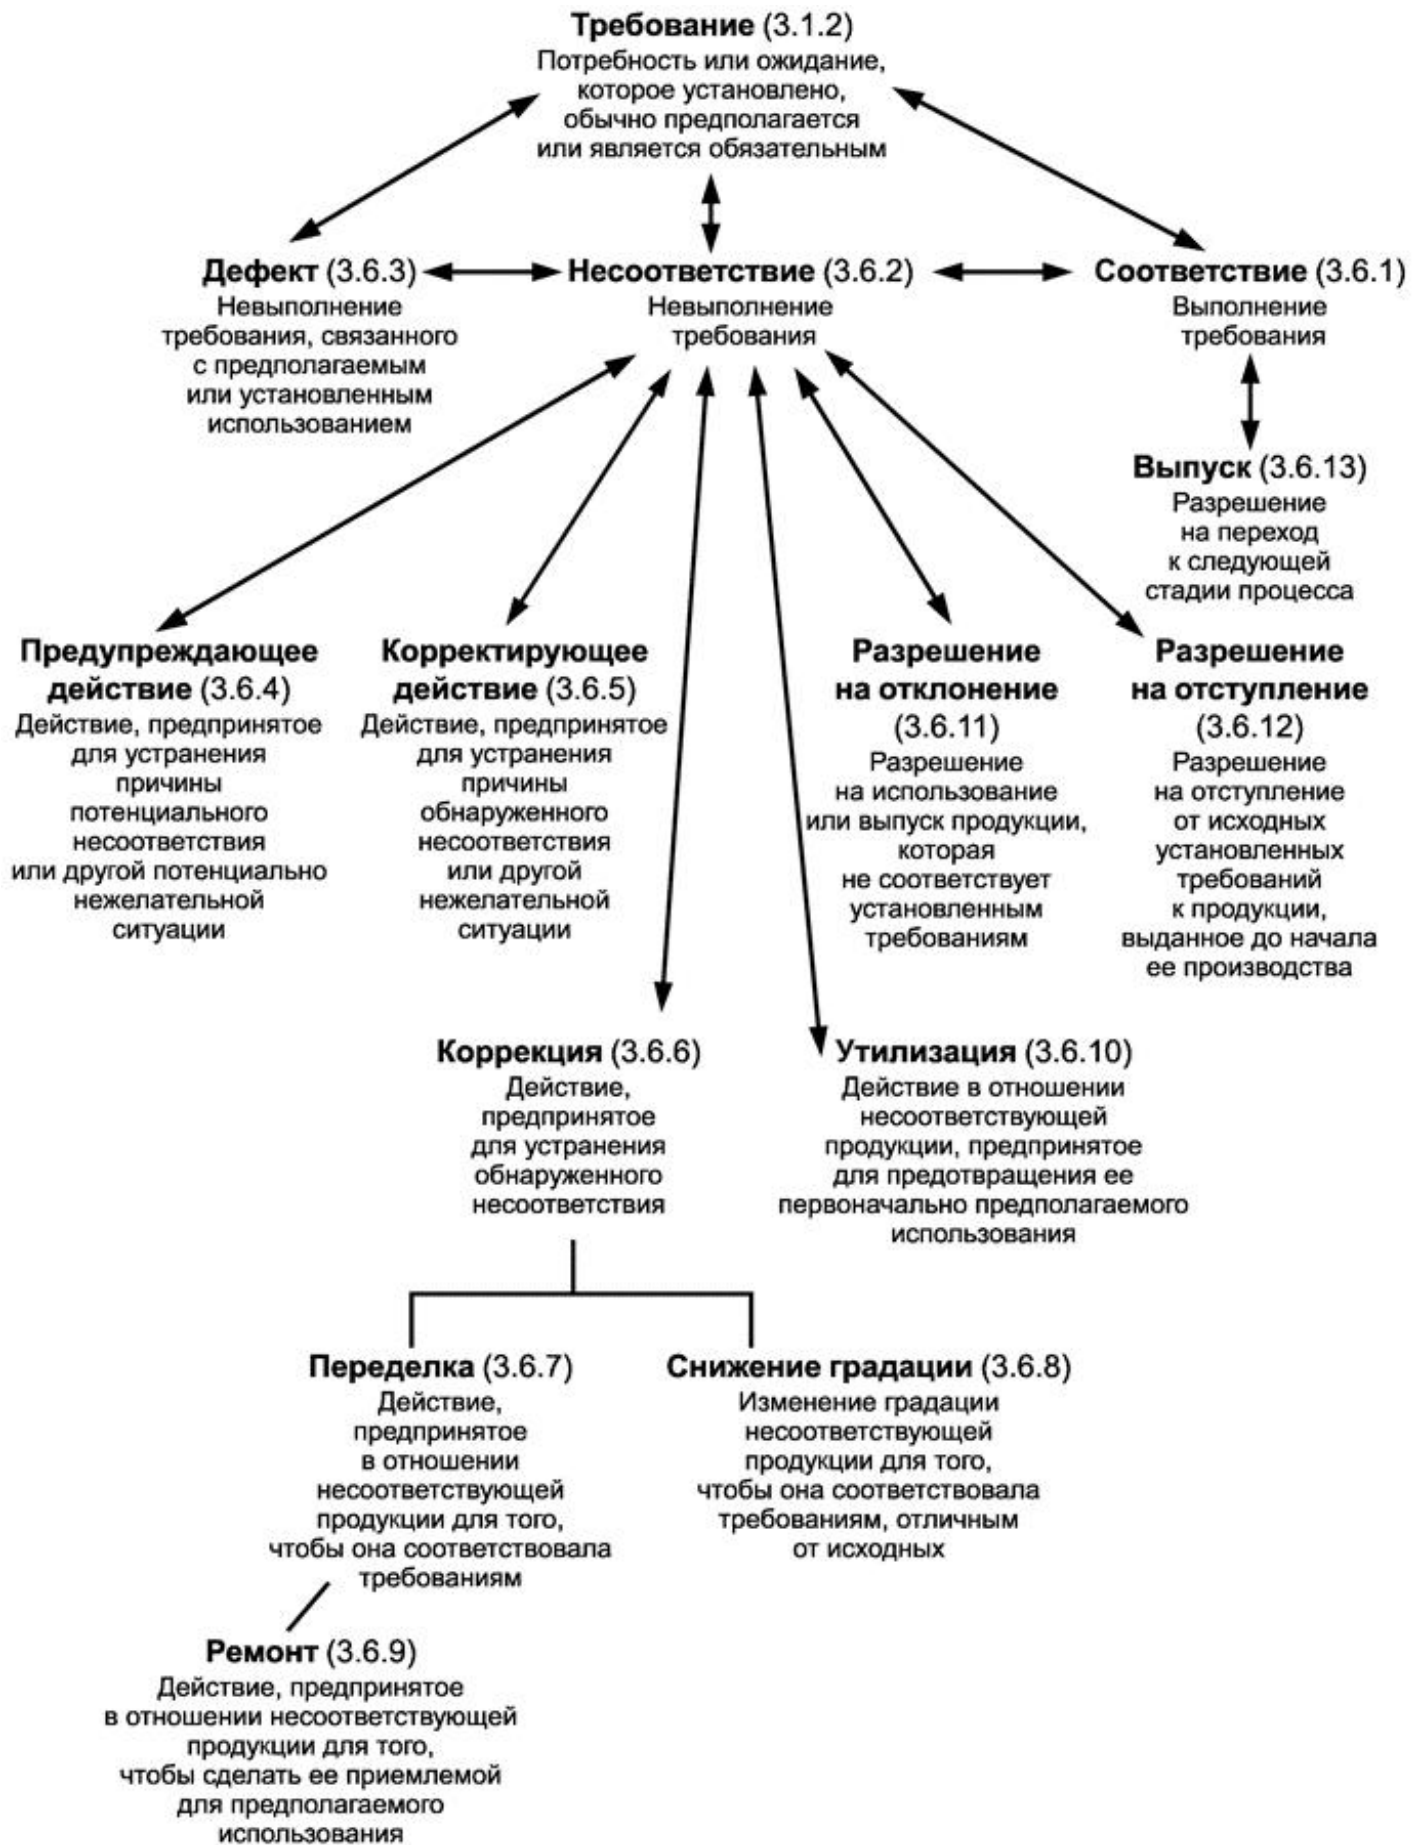 Требование (3.1.2)
Потребность или ожидание,
которое установлено,
обычно предполагается
или является обязательным
Дефект (3.6.3)
Невыполнение
требования, связанного
с предполагаемым
или установленным
использованием
Несоответствие (3.6.2)
Невыполнение
требования
Соответствие (3.6.1)
Выполнение
требования
Выпуск (3.6.13)
Разрешение
на переход
к следующей
стадии процесса
Предупреждающее
действие (3.6.4)
Действие, предпринятое
для устранения
причины
потенциального
несоответствия
или другой потенциально
нежелательной
ситуации
Корректирующее
действие (3.6.5)
Действие, предпринятое
для устранения
причины
обнаруженного
несоответствия
или другой
нежелательной
ситуации
Разрешение
на отклонение
(3.6.11)
Разрешение
на использование
или выпуск продукции,
которая
не соответствует
установленным
требованиям
Разрешение
на отступление
(3.6.12)
Разрешение
на отступление
от исходных
установленных
требований
к продукции,
выданное до начала
ее производства
Коррекция (3.6.6)
Действие,
предпринятое
для устранения
обнаруженного
несоответствия
Утилизация (3.6.10)
Действие в отношении
несоответствующей
продукции, предпринятое
для предотвращения ее
первоначально предполагаемого
использования
Переделка (3.6.7)
Действие,
предпринятое
в отношении
несоответствующей
продукции для того,
чтобы она соответствовала
требованиям
Снижение градации (3.6.8)
Изменение градации
несоответствующей
продукции для того,
чтобы она соответствовала
требованиям, отличным
от исходных
Ремонт (3.6.9)
Действие, предпринятое
в отношении несоответствующей
продукции для того,
чтобы сделать ее приемлемой
для предполагаемого
использования